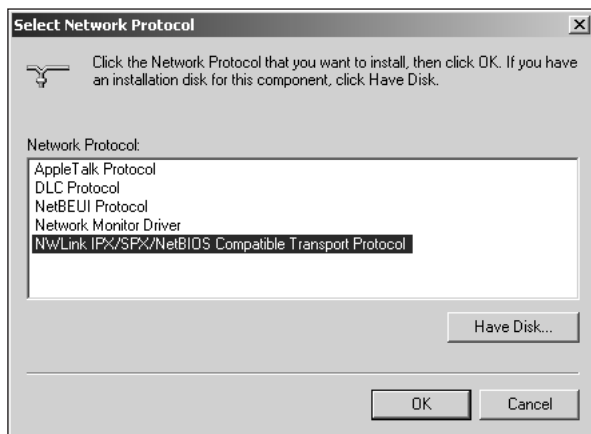 Select Network Protocol
Click the Network Protocol that you want to install, then click OK. If you have
an installation disk for this component, click Have Disk.
Network Protocol:
AppleTalk Protocol
DLC Protocol
NetBEUI Protocol
Network Monitor Driver
NWLink IPX/SPX/NetBIOS Compatible Transport Protocol
Have Disk...
OK
Cancel